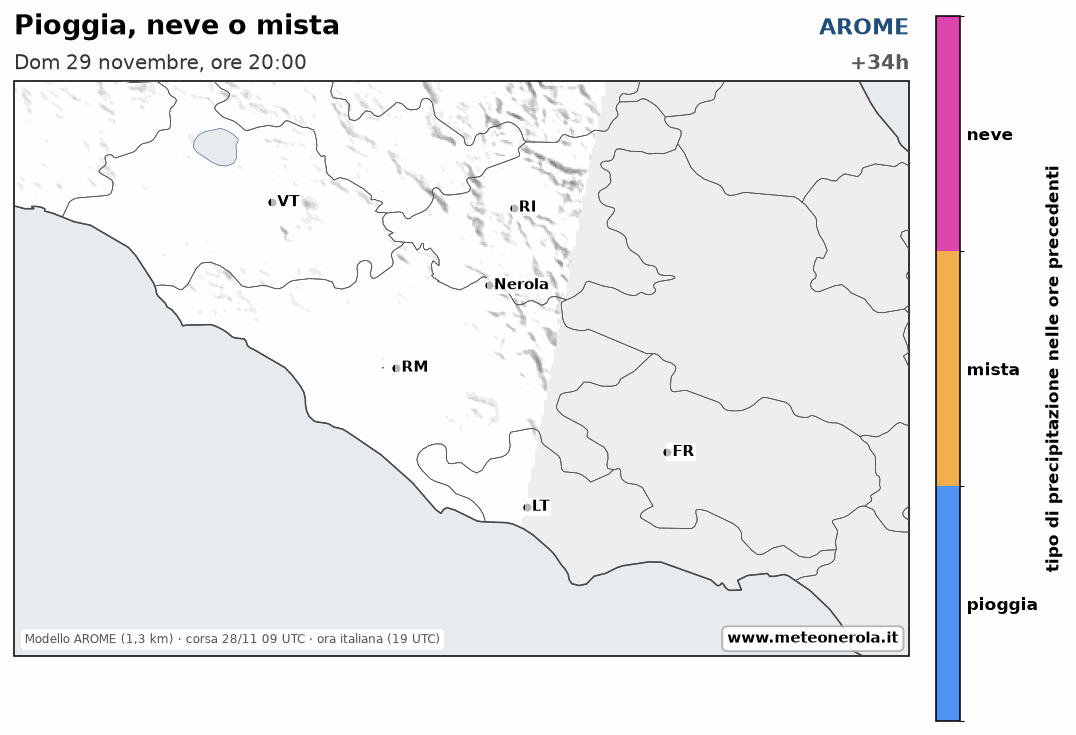 Pioggia, neve o mista
AROME
Dom 29 novembre, ore 20:00
+34h
neve
VT
RI
Nerola
RM
mista
FR
LT
pioggia
tipo di precipitazione nelle ore precedenti
Modello AROME (1,3 km) · corsa 28/11 09 UTC · ora italiana (19 UTC)
www.meteonerola.it